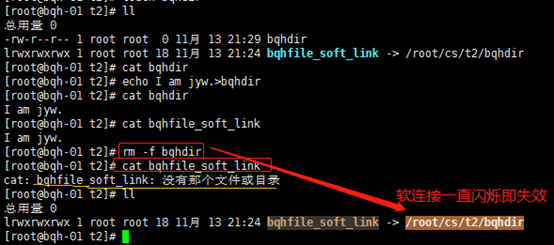 [root@bqh-01 t2]# ll
总用量 0
-rw-r--r-- 1 root root  0 11月 13 21:29 bqhdir
lrwxrwxrwx 1 root root 18 11月 13 21:24 bqhfile_soft_link -> /root/cs/t2/bqhdir
[root@bqh-01 t2]# cat bqhdir
[root@bqh-01 t2]# echo I am jyw.>bqhdir
[root@bqh-01 t2]# cat bqhdir
I am jyw.
[root@bqh-01 t2]# cat bqhfile_soft_link
I am jyw.
[root@bqh-01 t2]# rm -f bqhdir
[root@bqh-01 t2]# cat bqhfile_soft_link
cat: bqhfile_soft_link: 没有那个文件或目录
软连接一直闪烁即失效
[root@bqh-01 t2]# ll
总用量 0
lrwxrwxrwx 1 root root 18 11月 13 21:24 bqhfile_soft_link -> /root/cs/t2/bqhdir
[root@bqh-01 t2]#